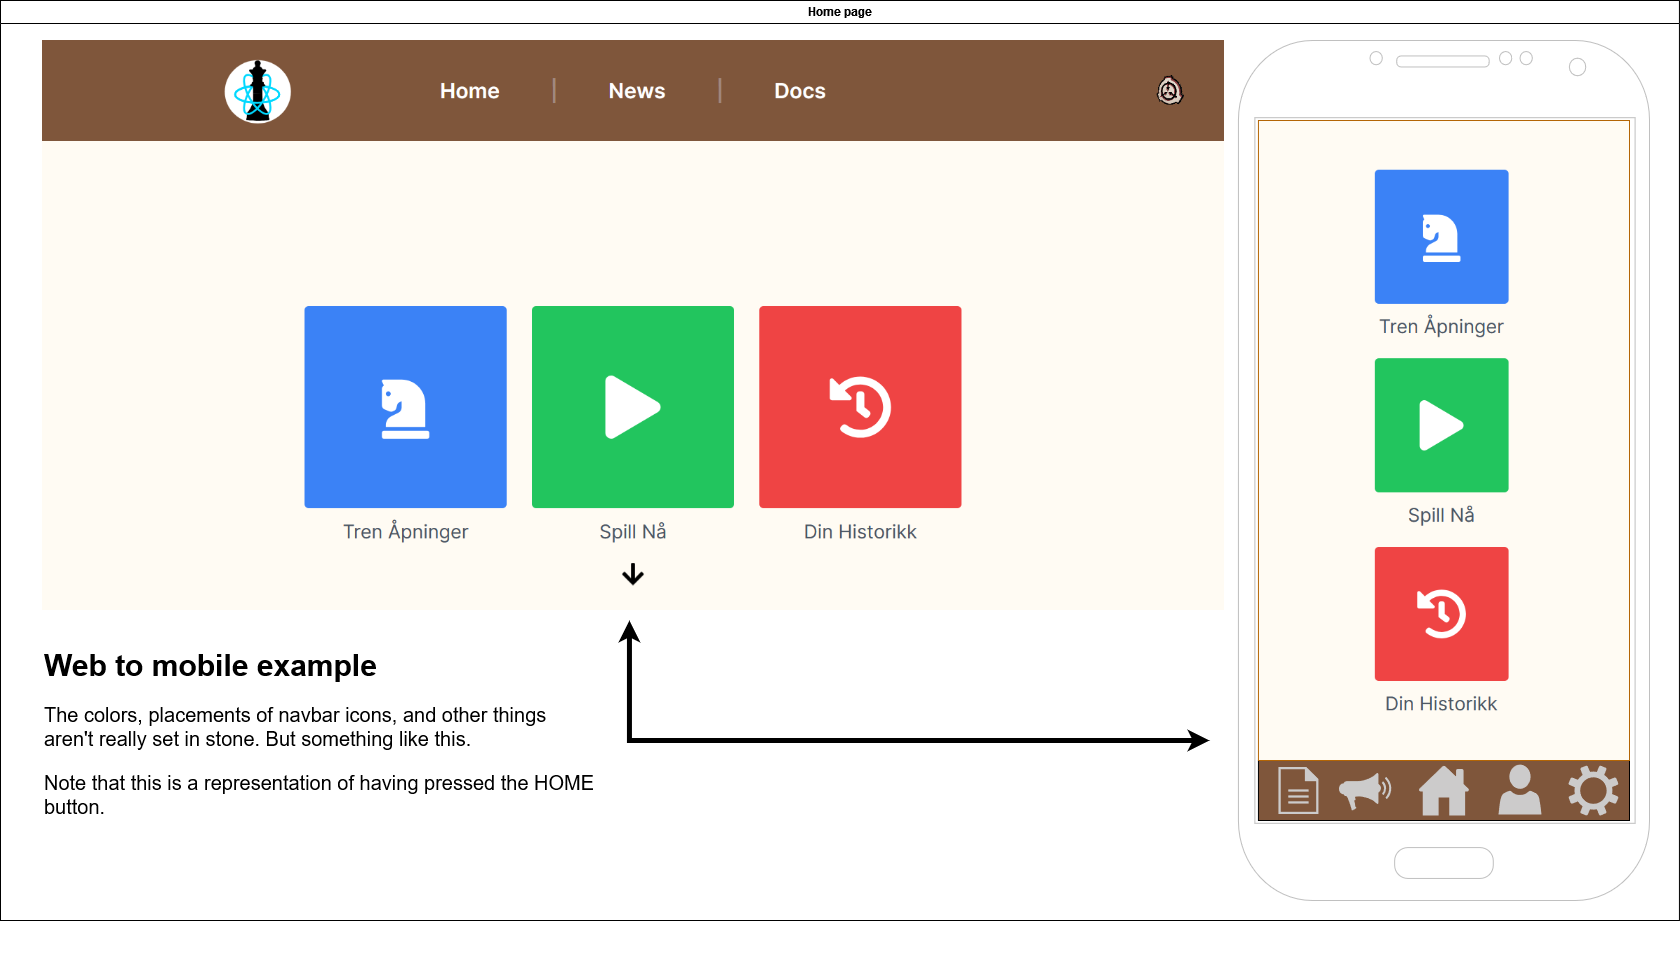 Home page
Home | News | Docs
Tren Åpninger
Spill Nå
Din Historikk
Web to mobile example
The colors, placements of navbar icons, and other things
aren't really set in stone. But something like this.
Note that this is a representation of having pressed the HOME
button.
Tren Åpninger
Spill Nå
Din Historikk